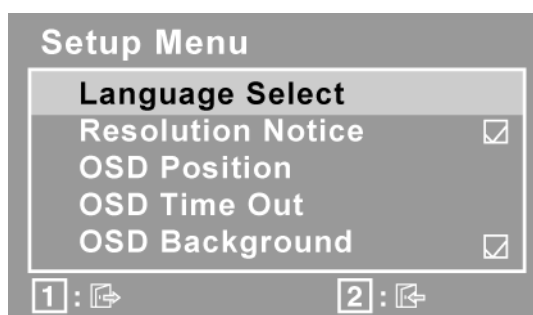 Setup Menu
Language Select
Resolution Notice
OSD Position
OSD Time Out
OSD Background
1 : 2 :